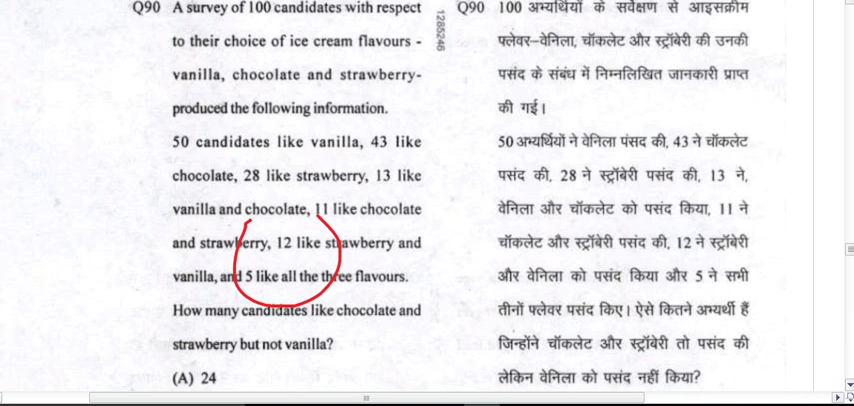 Q90 A survey of 100 candidates with respect
to their choice of ice cream flavours -
vanilla, chocolate and strawberry-
produced the following information.
50 candidates like vanilla, 43 like
chocolate, 28 like strawberry, 13 like
vanilla and chocolate, 11 like chocolate
and strawberry, 12 like strawberry and
vanilla, and 5 like all the three flavours.
How many candidates like chocolate and
strawberry but not vanilla?
(A) 24
1285246
Q90 100 अभ्यर्थियों के सर्वेक्षण से आइसक्रीम
फ्लेवर–वेनिला, चॉकलेट और स्ट्रॉबेरी की उनकी
पसंद के संबंध में निम्नलिखित जानकारी प्राप्त
की गई।
50 अभ्यर्थियों ने वेनिला पंसद की, 43 ने चॉकलेट
पसंद की, 28 ने स्ट्रॉबेरी पसंद की, 13 ने,
वेनिला और चॉकलेट को पसंद किया, 11 ने
चॉकलेट और स्ट्रॉबेरी पसंद की, 12 ने स्ट्रॉबेरी
और वेनिला को पसंद किया और 5 ने सभी
तीनों फ्लेवर पसंद किए। ऐसे कितने अभ्यर्थी हैं
जिन्होंने चॉकलेट और स्ट्रॉबेरी तो पसंद की
लेकिन वेनिला को पसंद नहीं किया?